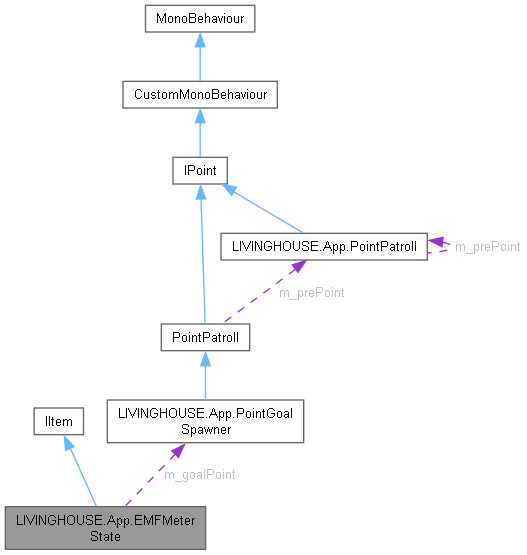 MonoBehaviour
CustomMonoBehaviour
IPoint
LIVINGHOUSE.App.PointPatroll
m_prePoint
m_prePoint
PointPatroll
LIVINGHOUSE.App.PointGoal
Spawner
IItem
m_goalPoint
LIVINGHOUSE.App.EMFMeter
State